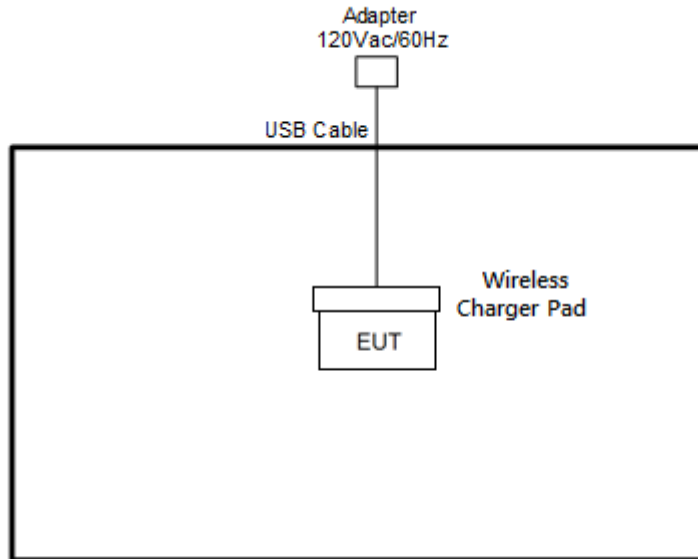 Adapter
120Vac/60Hz
USB Cable
Wireless
Charger Pad
EUT